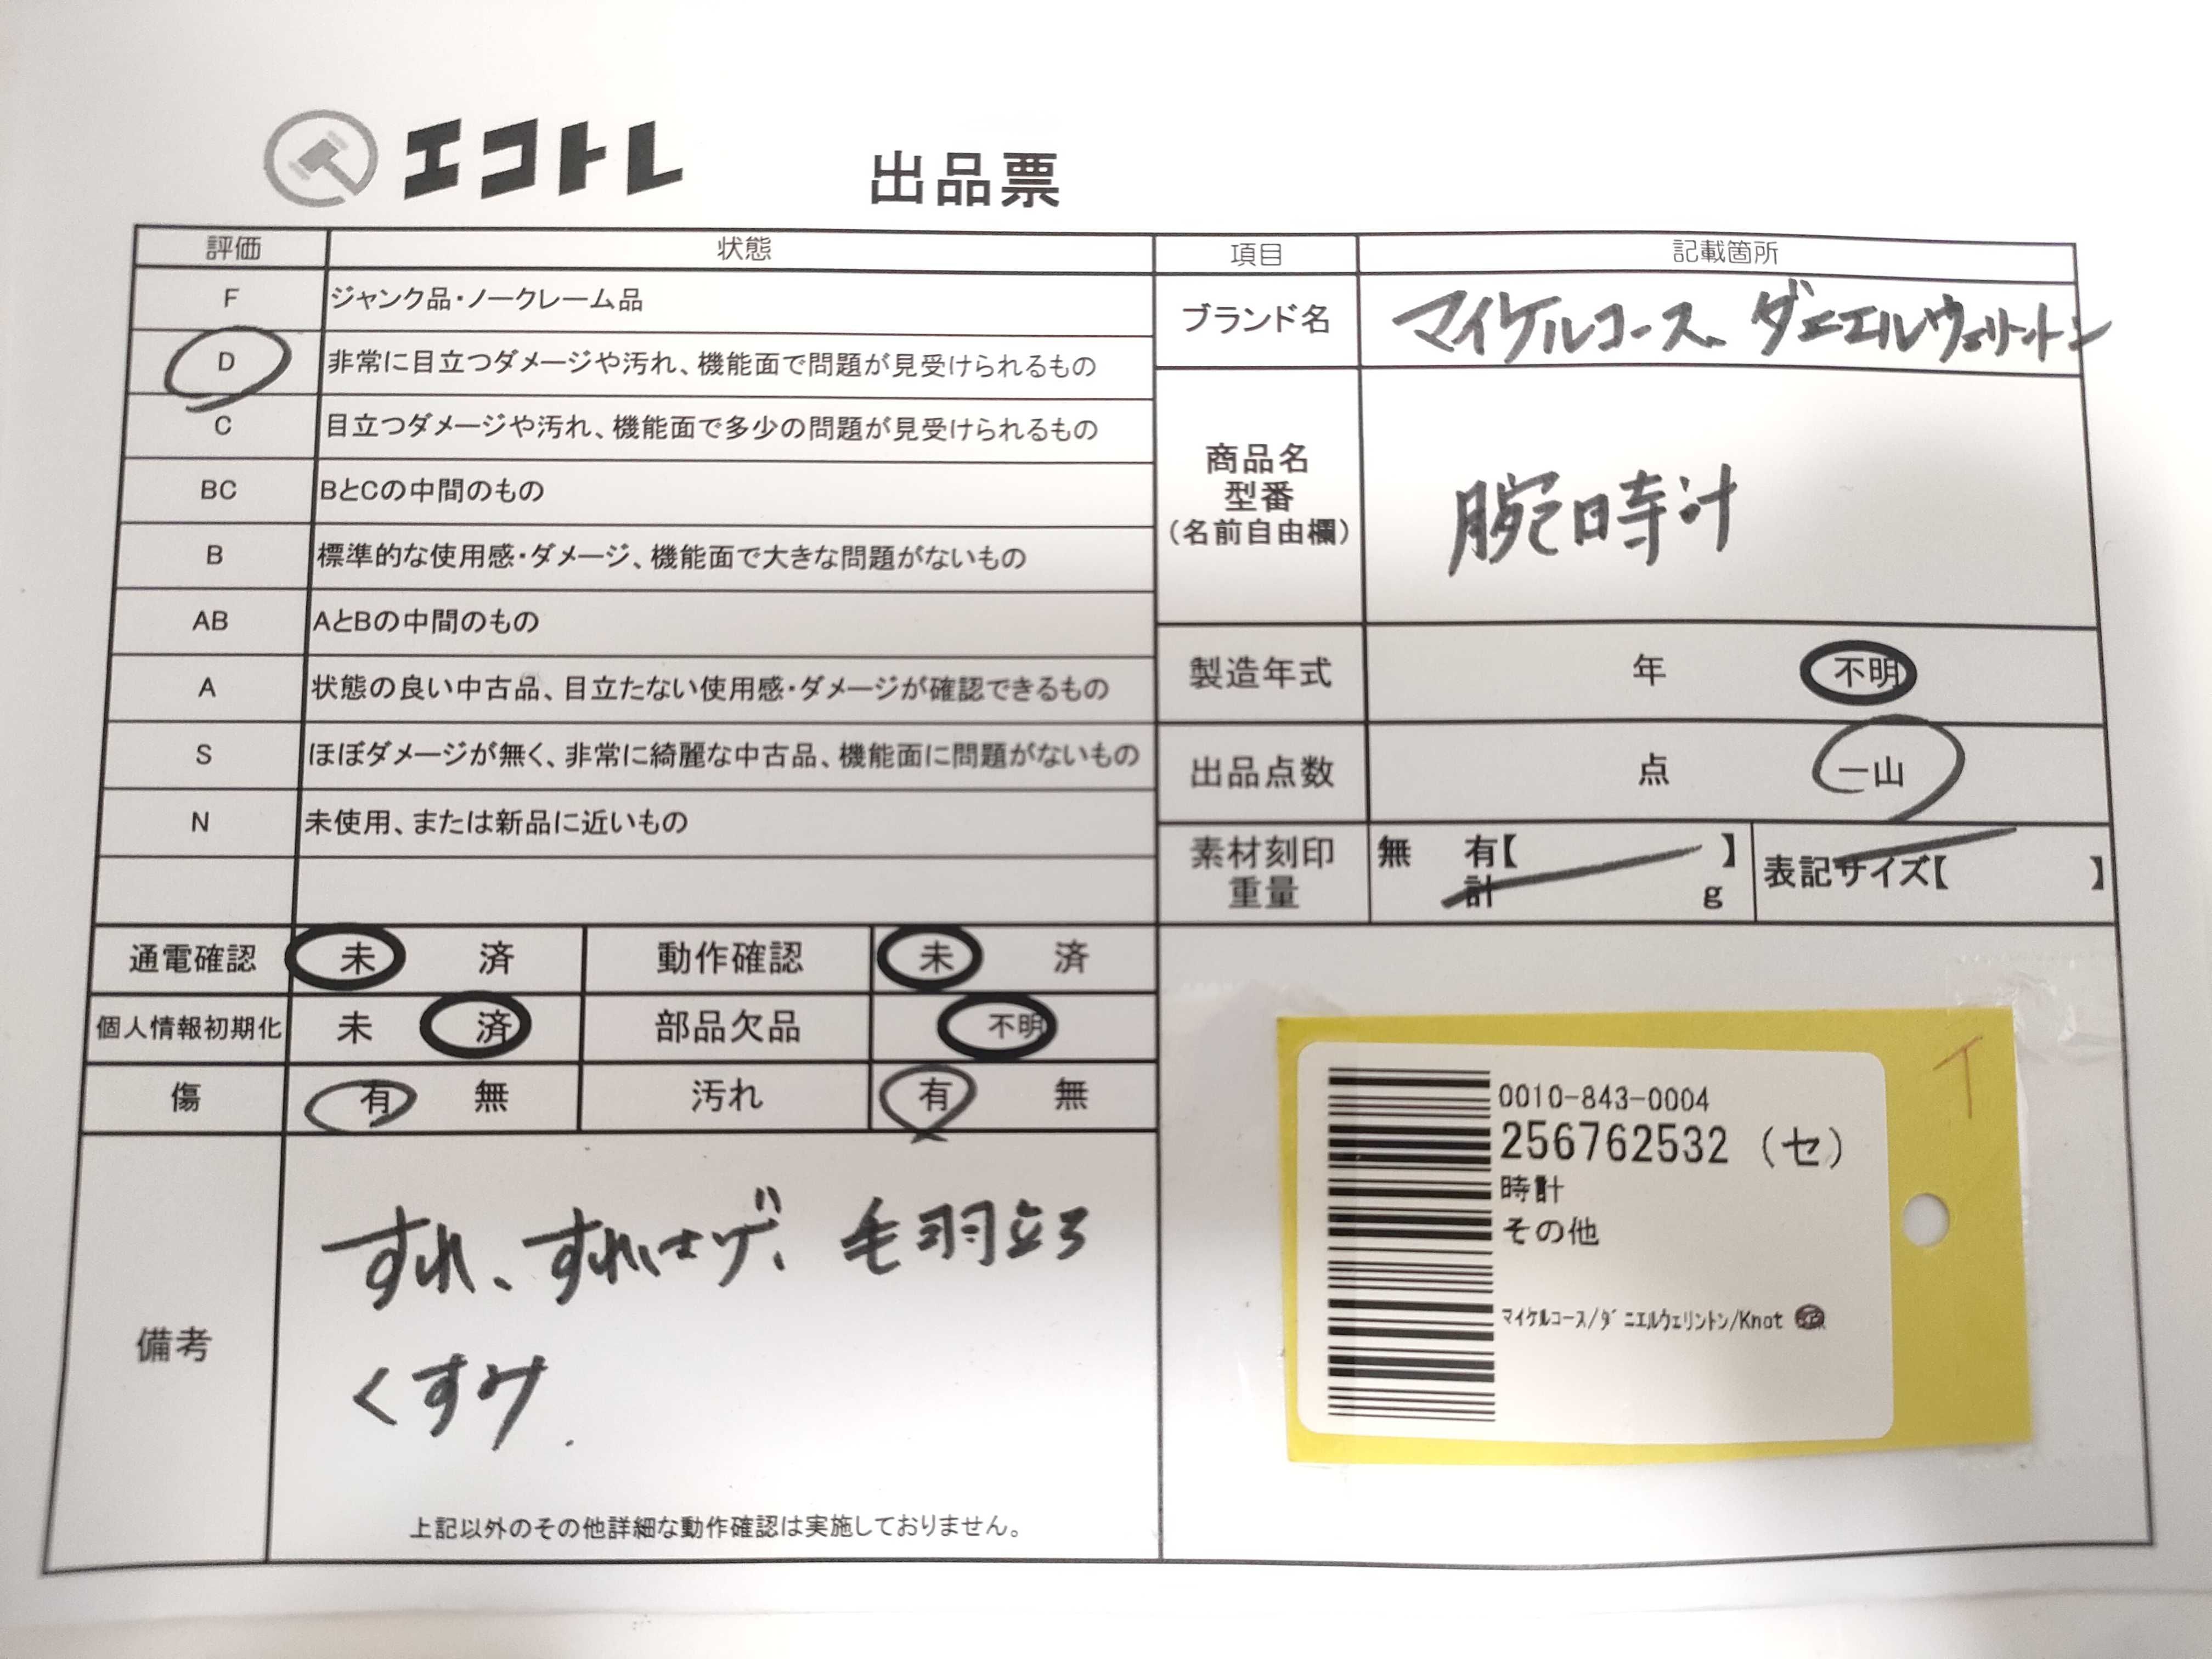 エコトレ 出品票
評価 状態 項目 記載箇所
F ジャンク品・ノークレーム品
D 非常に目立つダメージや汚れ、機能面で問題が見受けられるもの
C 目立つダメージや汚れ、機能面で多少の問題が見受けられるもの
BC BとCの中間のもの
B 標準的な使用感・ダメージ、機能面で大きな問題がないもの
AB AとBの中間のもの
A 状態の良い中古品、目立たない使用感・ダメージが確認できるもの
S ほぼダメージが無く、非常に綺麗な中古品、機能面に問題がないもの
N 未使用、または新品に近いもの
ブランド名 マイケルコース、ダニエルウェリントン
商品名
型番
(名前自由欄)
腕時計
製造年式 年 不明
出品点数 点 一山
素材刻印 無 有【 】
重量 計 g
表記サイズ【 】
通電確認 未 済 動作確認 未 済
個人情報初期化 未 済 部品欠品 不明
傷 有 無 汚れ 有 無
備考
すれ、すれはげ、毛羽立ち
くすみ.
上記以外のその他詳細な動作確認は実施しておりません。
0010-843-0004
256762532 (セ)
時計
その他
マイケルコース/ダニエルウェリントン/Knot